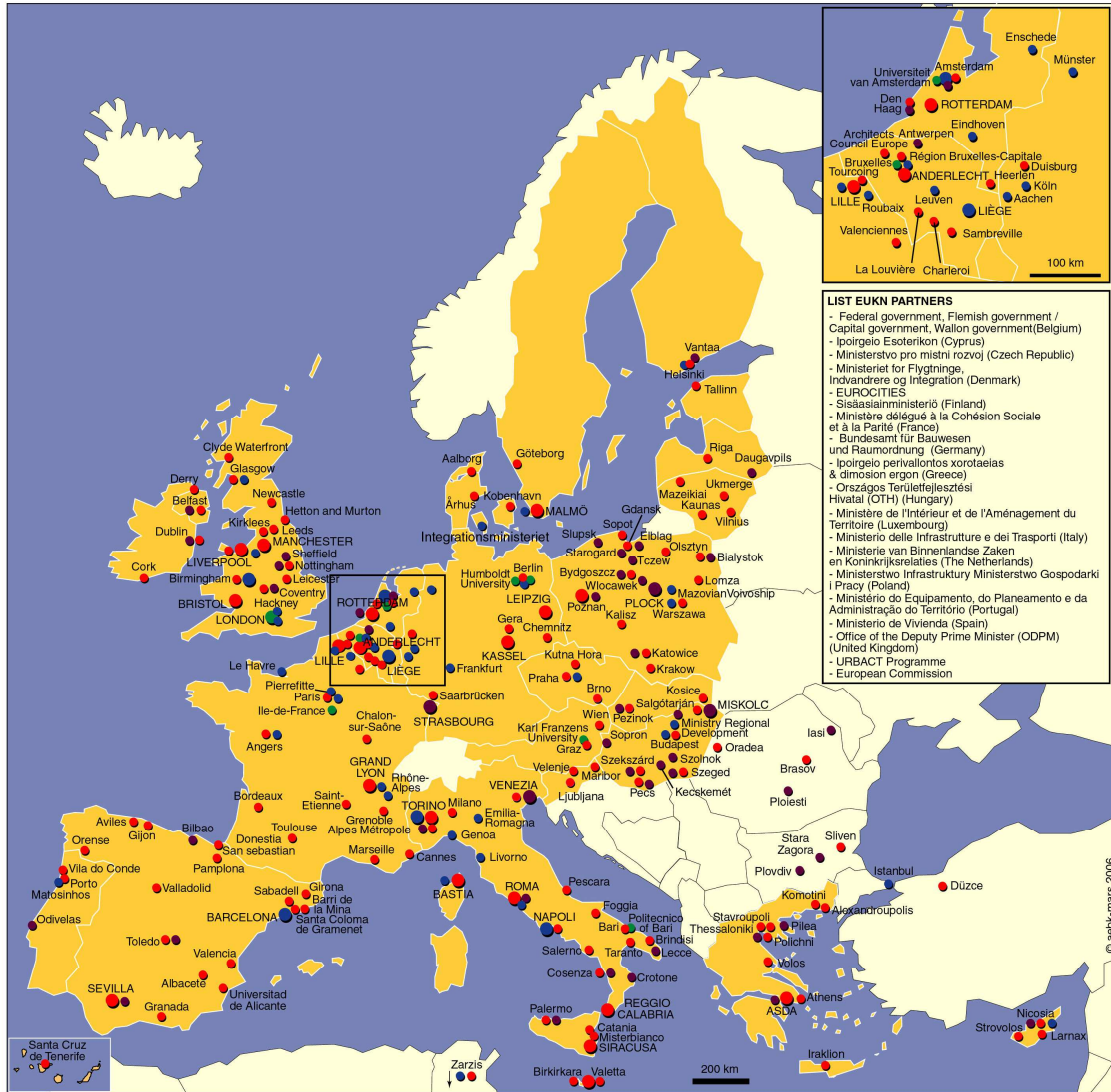 Enschede
Münster
Amsterdam
Universiteit
van Amsterdam
Den
Haag
ROTTERDAM
Eindhoven
Architects
Council Europe
Antwerpen
Région Bruxelles-Capitale
Bruxelles
Duisburg
Tourcoing
ANDERLECHT
Heerlen
Köln
LILLE
Roubaix
Leuven
Aachen
LIÈGE
Valenciennes
Sambreville
La Louvière
Charleroi
100 km
LIST EUKN PARTNERS
- Federal government, Flemish government /
Capital government, Wallon government(Belgium)
- Ipoirgeio Esoterikon (Cyprus)
- Ministerstvo pro mistni rozvoj (Czech Republic)
- Ministeriet for Flygtninge,
Indvandrere og Integration (Denmark)
- EUROCITIES
- Sisäasiainministeriö (Finland)
- Ministère délégué à la Cohésion Sociale
et à la Parité (France)
- Bundesamt für Bauwesen
und Raumordnung (Germany)
- Ipoirgeio perivallontos xorotaeias
& dimosion ergon (Greece)
- Országos Területfejlesztési
Hivatal (OTH) (Hungary)
- Ministère de l'Intérieur et de l'Aménagement du
Territoire (Luxembourg)
- Ministerio delle Infrastrutture e dei Trasporti (Italy)
- Ministerie van Binnenlandse Zaken
en Koninkrijksrelaties (The Netherlands)
- Ministerstwo Infrastruktury Ministerstwo Gospodarki
i Pracy (Poland)
- Ministério do Equipamento, do Planeamento e da
Administração do Território (Portugal)
- Ministerio de Vivienda (Spain)
- Office of the Deputy Prime Minister (ODPM)
(United Kingdom)
- URBACT Programme
- European Commission
Vantaa
Helsinki
Tallinn
Clyde Waterfront
Glasgow
Derry
Belfast
Newcastle
Hetton and Murton
Dublin
Kirklees
Leeds
MANCHESTER
LIVERPOOL
Sheffield
Nottingham
Cork
Birmingham
Leicester
Coventry
BRISTOL
Hackney
LONDON
Aalborg
Göteborg
Århus
Kobenhavn
MALMÖ
Integrationsministeriet
Riga
Daugavpils
Mazeikiai
Ukmerge
Kaunas
Vilnius
Gdansk
Sopot
Slupsk
Elblag
Starogard
Tczew
Olsztyn
Bialystok
Berlin
Humboldt
University
Bydgoszcz
Wlocawek
Lomza
MazovianVoivoship
PLOCK
Warszawa
Poznan
LEIPZIG
Kalisz
Gera
Chemnitz
KASSEL
Kutna Hora
Katowice
Krakow
Praha
Brno
ROTTERDAM
ANDERLECHT
LILLE
LIÈGE
Frankfurt
Le Havre
Pierrefitte
Paris
Ile-de-France
Saarbrücken
STRASBOURG
Angers
Chalon-
sur-Saône
Kosice
Salgótarján
MISKOLC
Wien
Pezinok
Ministry Regional
Development
Karl Franzens
University
Graz
Sopron
Budapest
Oradea
Iasi
Velenje
Maribor
Szekszárd
Szolnok
Szeged
Ljubljana
Pecs
Kecskemét
Brasov
Ploiesti
GRAND
LYON
Rhône-
Alpes
Saint-
Etienne
Bordeaux
Grenoble
Alpes Métropole
TORINO
Milano
VENEZIA
Emilia-
Romagna
Genoa
Toulouse
Marseille
Cannes
Livorno
Aviles
Gijon
Bilbao
Orense
Donestia
San sebastian
Pamplona
Vila do Conde
Porto
Matosinhos
Valladolid
Sabadell
Girona
Barri de
la Mina
BARCELONA
Santa Coloma
de Gramenet
Odivelas
Toledo
Valencia
Albacete
SEVILLA
Universitad
de Alicante
Granada
Santa Cruz
de Tenerife
BASTIA
ROMA
Pescara
Foggia
NAPOLI
Bari
Politecnico
of Bari
Brindisi
Salerno
Taranto
Lecce
Cosenza
Crotone
Palermo
REGGIO
CALABRIA
Catania
Misterbianco
SIRACUSA
Zarzis
Birkirkara
Valetta
200 km
Stara
Zagora
Sliven
Plovdiv
Istanbul
Düzce
Komotini
Alexandroupolis
Stavroupoli
Thessaloniki
Pilea
Polichni
Volos
ASDA
Athens
Iraklion
Nicosia
Strovolos
Larnax
© aebk mars 2006